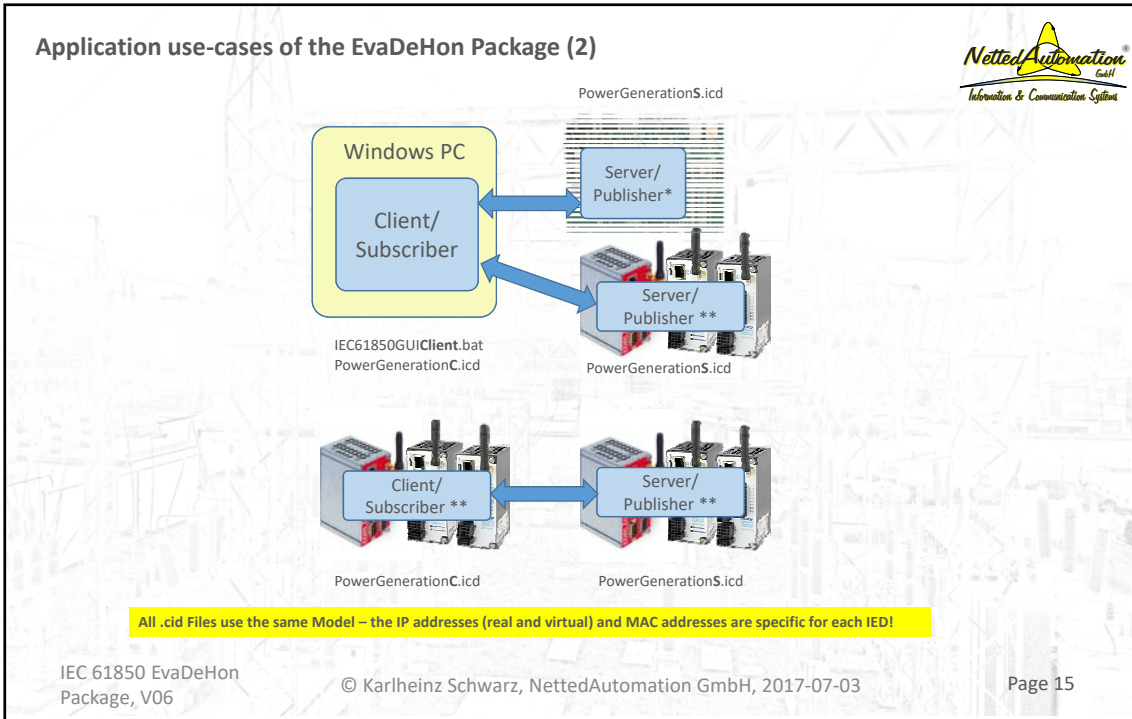 Application use-cases of the EvaDeHon Package (2)
NettedAutomation®
GmbH
Information & Communication Systems
PowerGenerationS.icd
Windows PC
Server/
Publisher*
Client/
Subscriber
Server/
Publisher **
IEC61850GUIClient.bat
PowerGenerationC.icd
PowerGenerationS.icd
Client/
Subscriber **
Server/
Publisher **
PowerGenerationC.icd
PowerGenerationS.icd
All .cid Files use the same Model – the IP addresses (real and virtual) and MAC addresses are specific for each IED!
IEC 61850 EvaDeHon
Package, V06
© Karlheinz Schwarz, NettedAutomation GmbH, 2017-07-03
Page 15